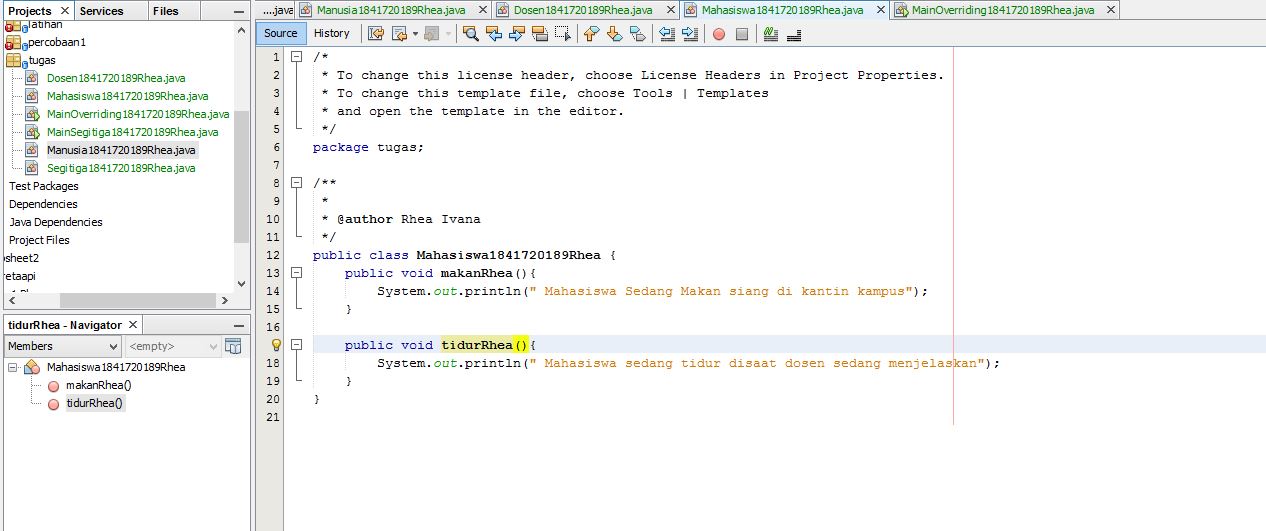 Projects Services Files
latihan
percobaan1
tugas
Dosen1841720189Rhea.java
Mahasiswa1841720189Rhea.java
MainOverriding1841720189Rhea.java
MainSegitiga1841720189Rhea.java
Manusia1841720189Rhea.java
Segitiga1841720189Rhea.java
Test Packages
Dependencies
Java Dependencies
Project Files
osheet2
retaapi
tidurRhea - Navigator
Members <empty>
Mahasiswa1841720189Rhea
makanRhea()
tidurRhea()
....java Manusia1841720189Rhea.java Dosen1841720189Rhea.java Mahasiswa1841720189Rhea.java MainOverriding1841720189Rhea.java
Source History
1 /*
2 * To change this license header, choose License Headers in Project Properties.
3 * To change this template file, choose Tools | Templates
4 * and open the template in the editor.
5 */
6 package tugas;
7
8 /**
9 *
10 * @author Rhea Ivana
11 */
12 public class Mahasiswa1841720189Rhea {
13 public void makanRhea(){
14 System.out.println(" Mahasiswa Sedang Makan siang di kantin kampus");
15 }
16
public void tidurRhea(){
18 System.out.println(" Mahasiswa sedang tidur disaat dosen sedang menjelaskan");
19 }
20 }
21